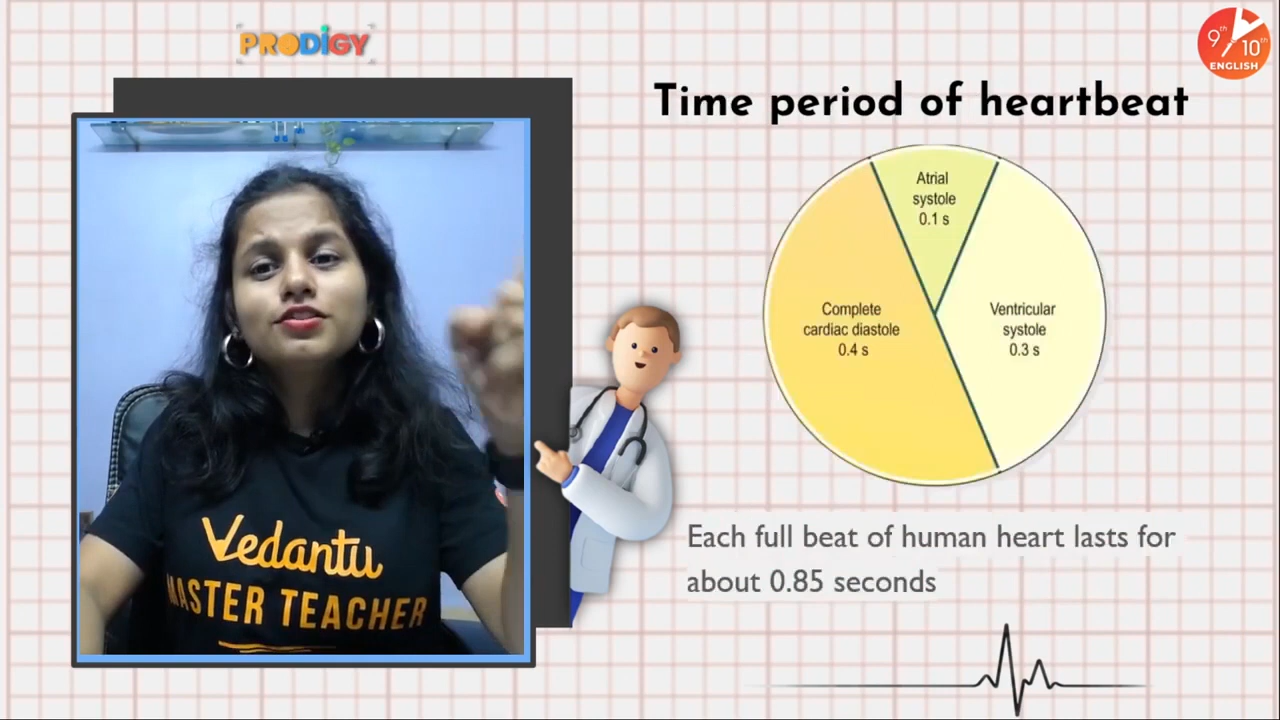 PRODiGY
9th 10th
ENGLISH
Time period of heartbeat
Atrial
systole
0.1 s
Complete
cardiac diastole
0.4 s
Ventricular
systole
0.3 s
Vedantu
MASTER TEACHER
Each full beat of human heart lasts for
about 0.85 seconds